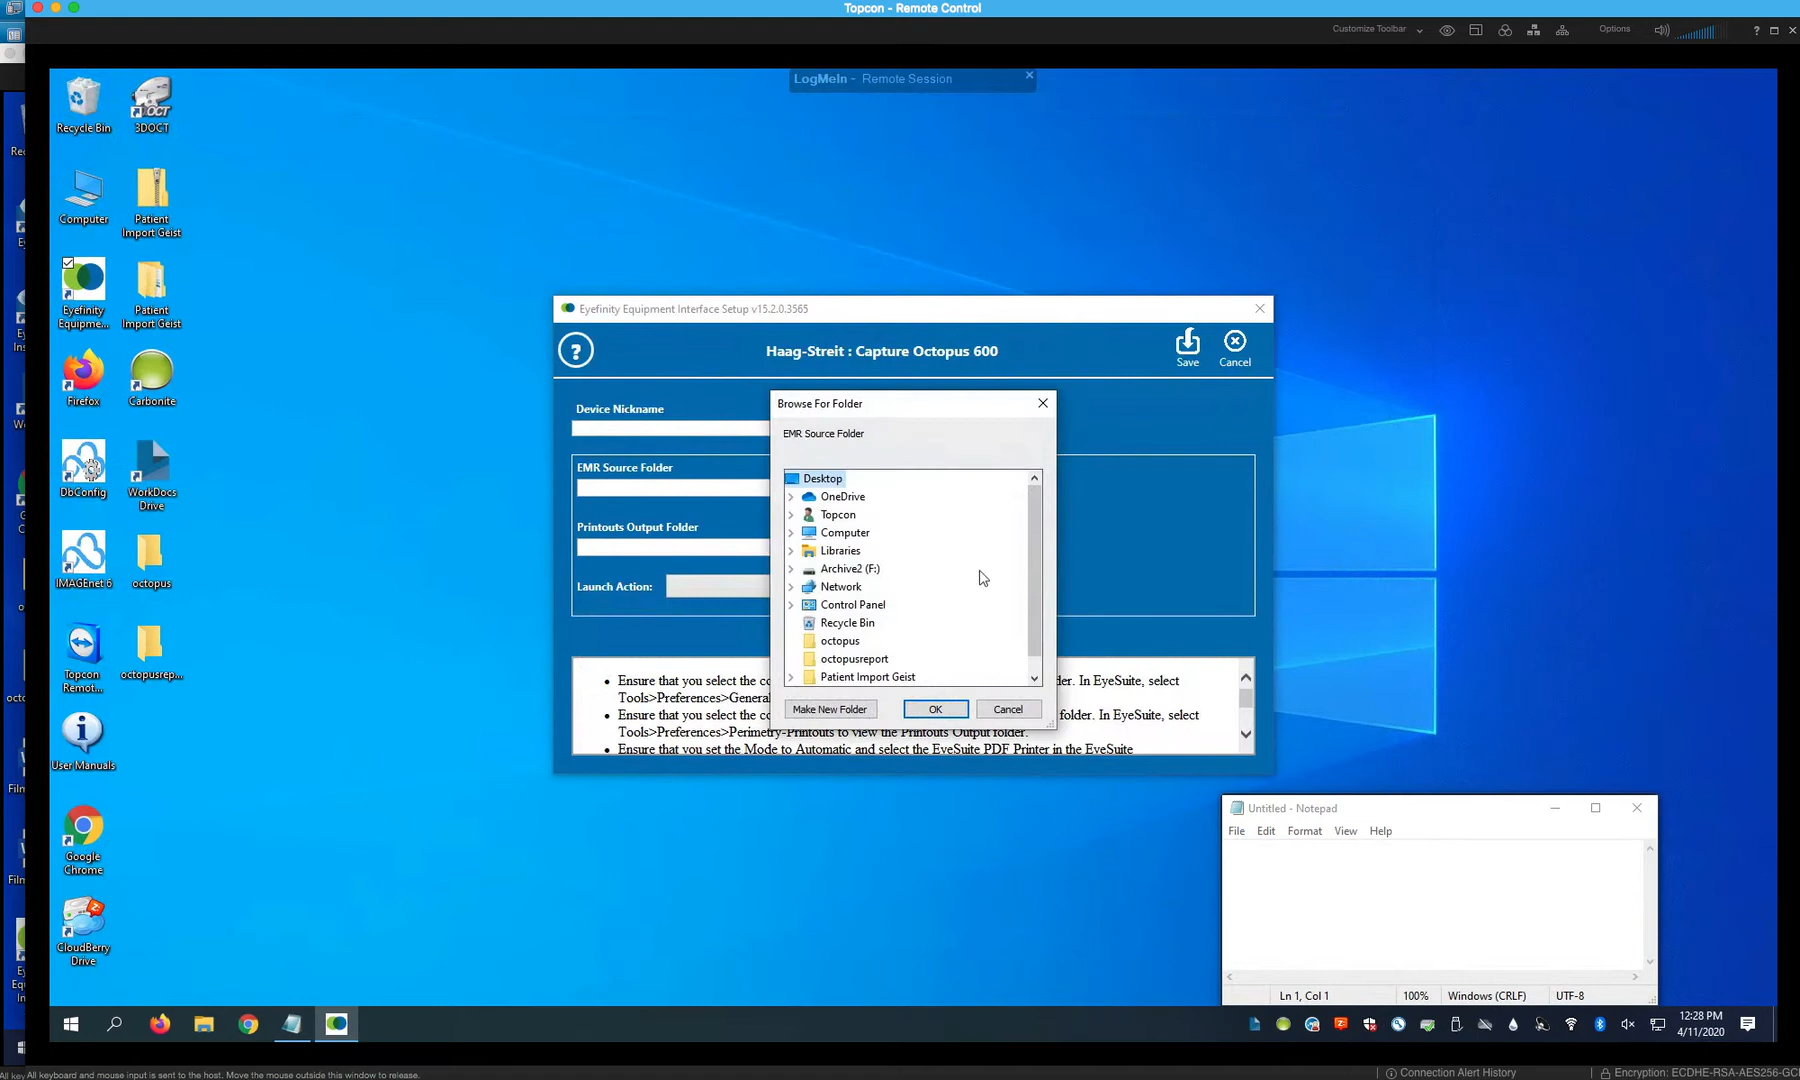 Topcon - Remote Control
Customize Toolbar
Options
LogMeIn - Remote Session
Recycle Bin
3DOCT
Computer
Patient
Import Geist
Eyefinity
Equipme...
Patient
Import Geist
Firefox
Carbonite
DbConfig
WorkDocs
Drive
IMAGEnet 6
octopus
Topcon
Remot...
octopusrep...
User Manuals
Google
Chrome
CloudBerry
Drive
Eyefinity Equipment Interface Setup v15.2.0.3565
?
Haag-Streit : Capture Octopus 600
Save
Cancel
Device Nickname
EMR Source Folder
Printouts Output Folder
Launch Action:
Browse For Folder
EMR Source Folder
Desktop
OneDrive
Topcon
Computer
Libraries
Archive2 (F:)
Network
Control Panel
Recycle Bin
octopus
octopusreport
Patient Import Geist
Make New Folder
OK
Cancel
Ensure that you select the co
der. In EyeSuite, select
Tools>Preferences>General
Ensure that you select the co
folder. In EyeSuite, select
Tools>Preferences>Perimetry-Printouts to view the Printouts Output folder.
Ensure that you set the Mode to Automatic and select the EyeSuite PDF Printer in the EyeSuite
Untitled - Notepad
File Edit Format View Help
Ln 1, Col 1
100%
Windows (CRLF)
UTF-8
12:28 PM
4/11/2020
All keyboard and mouse input is sent to the host. Move the mouse outside this window to release.
Connection Alert History
Encryption: ECDHE-RSA-AES256-GC